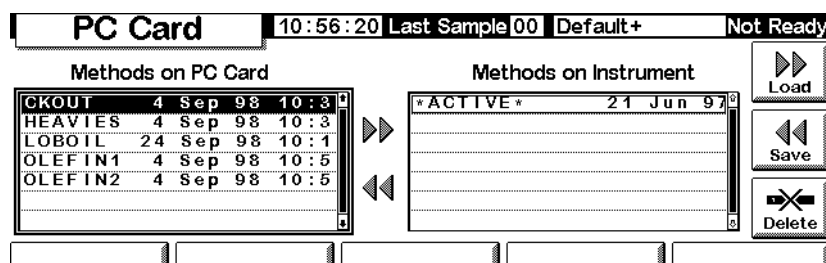 PC Card 10:56:20 Last Sample 00 Default+ Not Ready
Methods on PC Card
Methods on Instrument
Load
CKOUT 4 Sep 98 10:3
HEAVIES 4 Sep 98 10:3
LOBOIL 24 Sep 98 10:1
OLEFIN1 4 Sep 98 10:5
OLEFIN2 4 Sep 98 10:5
*ACTIVE* 21 Jun 97
Save
Delete